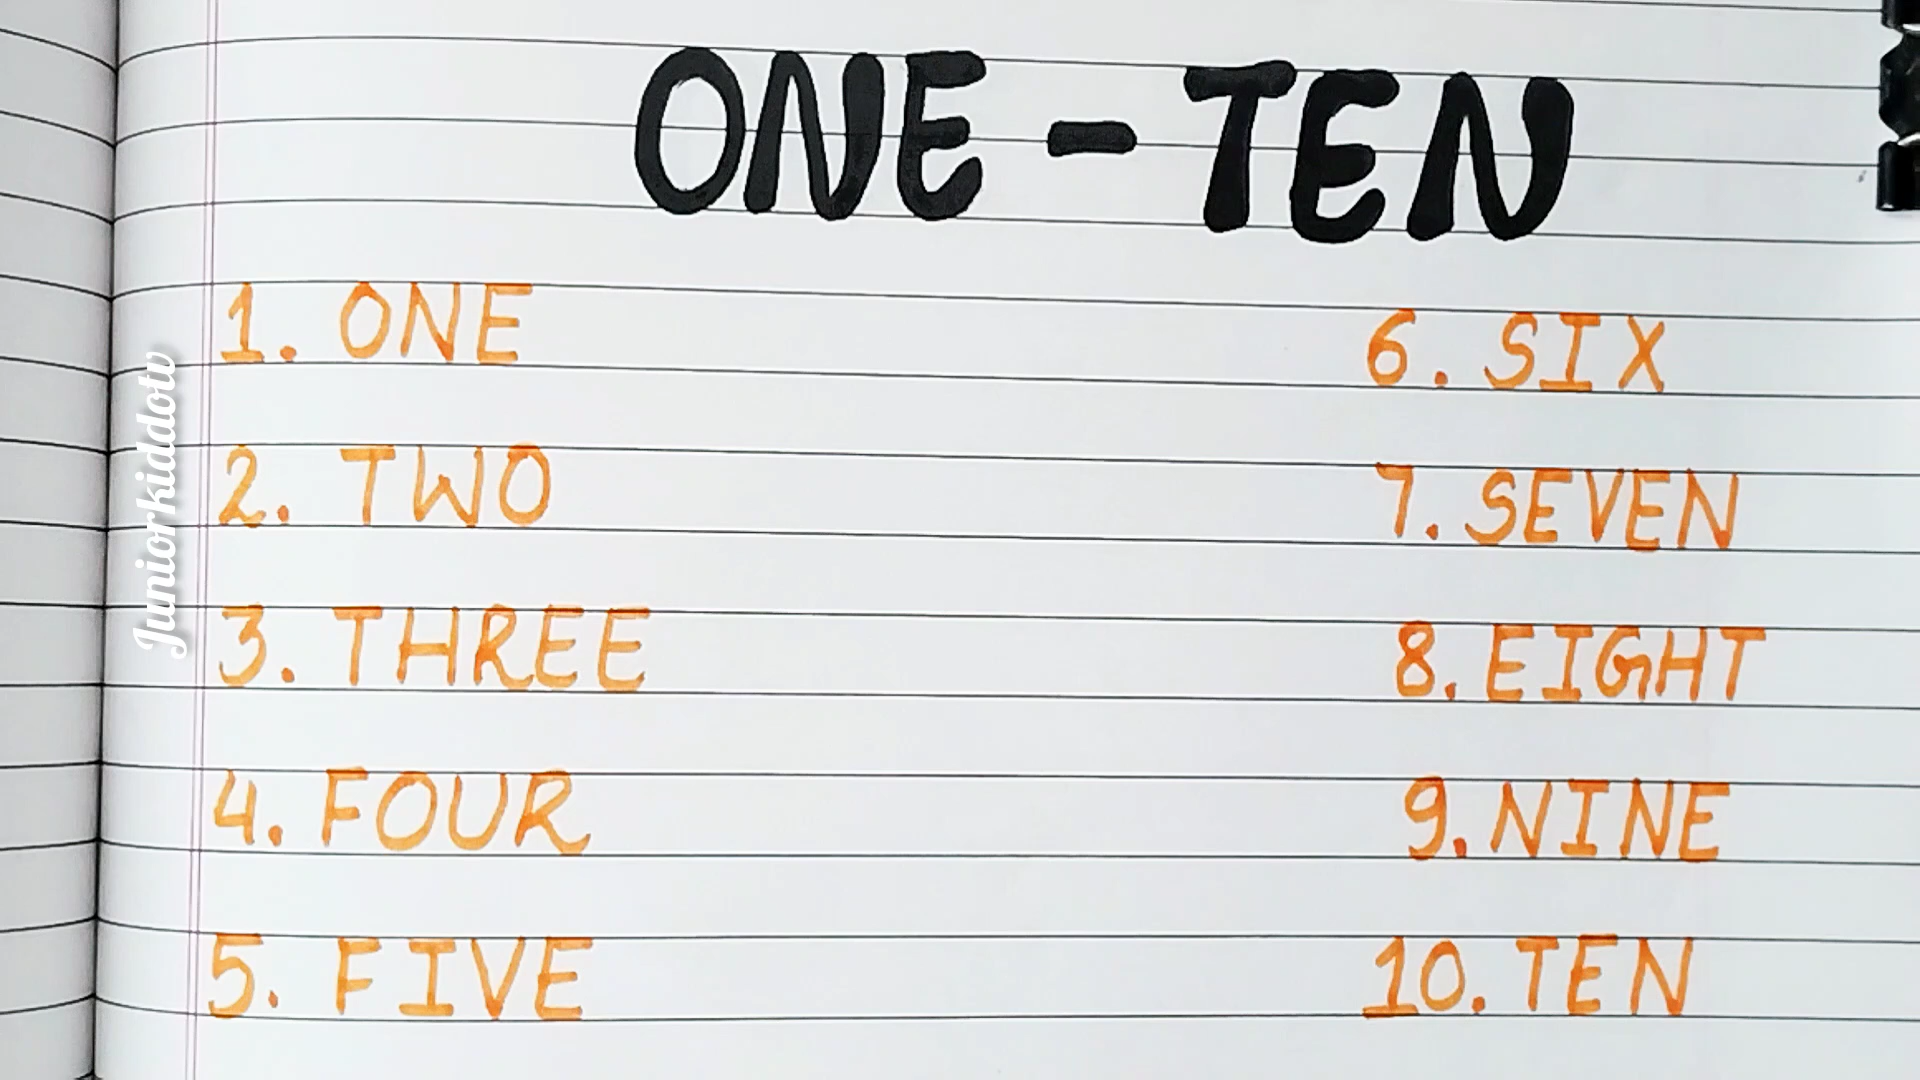 ONE - TEN
1. ONE
2. TWO
3. THREE
4. FOUR
5. FIVE
6. SIX
7. SEVEN
8. EIGHT
9. NINE
10. TEN
Juniorkiddotv